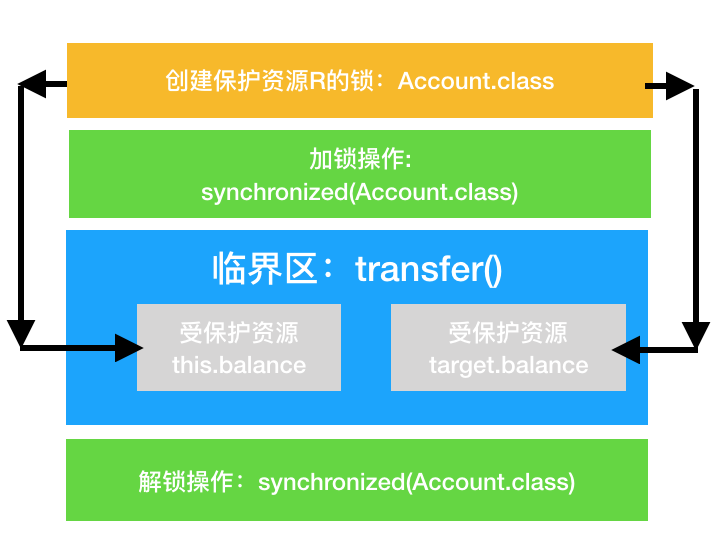 创建保护资源R的锁：Account.class
加锁操作:
synchronized(Account.class)
临界区：transfer()
受保护资源
this.balance
受保护资源
target.balance
解锁操作：synchronized(Account.class)